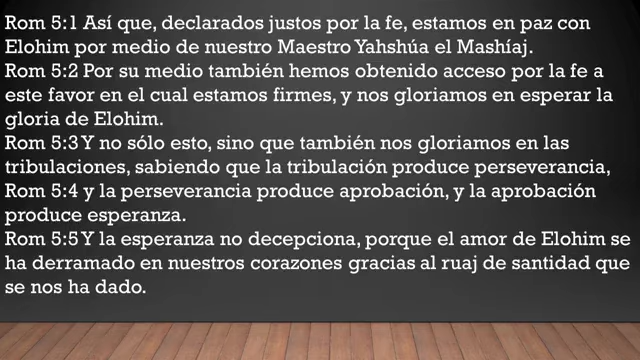 Rom 5:1 Así que, declarados justos por la fe, estamos en paz con
Elohim por medio de nuestro Maestro Yahshúa el Mashíaj.
Rom 5:2 Por su medio también hemos obtenido acceso por la fe a
este favor en el cual estamos firmes, y nos gloriamos en esperar la
gloria de Elohim.
Rom 5:3 Y no sólo esto, sino que también nos gloriamos en las
tribulaciones, sabiendo que la tribulación produce perseverancia,
Rom 5:4 y la perseverancia produce aprobación, y la aprobación
produce esperanza.
Rom 5:5 Y la esperanza no decepciona, porque el amor de Elohim se
ha derramado en nuestros corazones gracias al ruaj de santidad que
se nos ha dado.